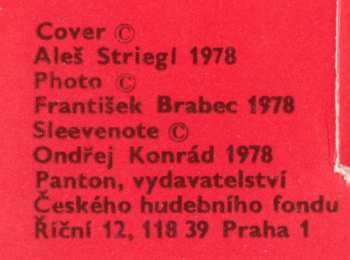 Cover ©
Aleš Striegl 1978
Photo ©
František Brabec 1978
Sleevenote ©
Ondřej Konrád 1978
Panton, vydavatelství
Českého hudebního fondu
Říční 12, 118 39 Praha 1